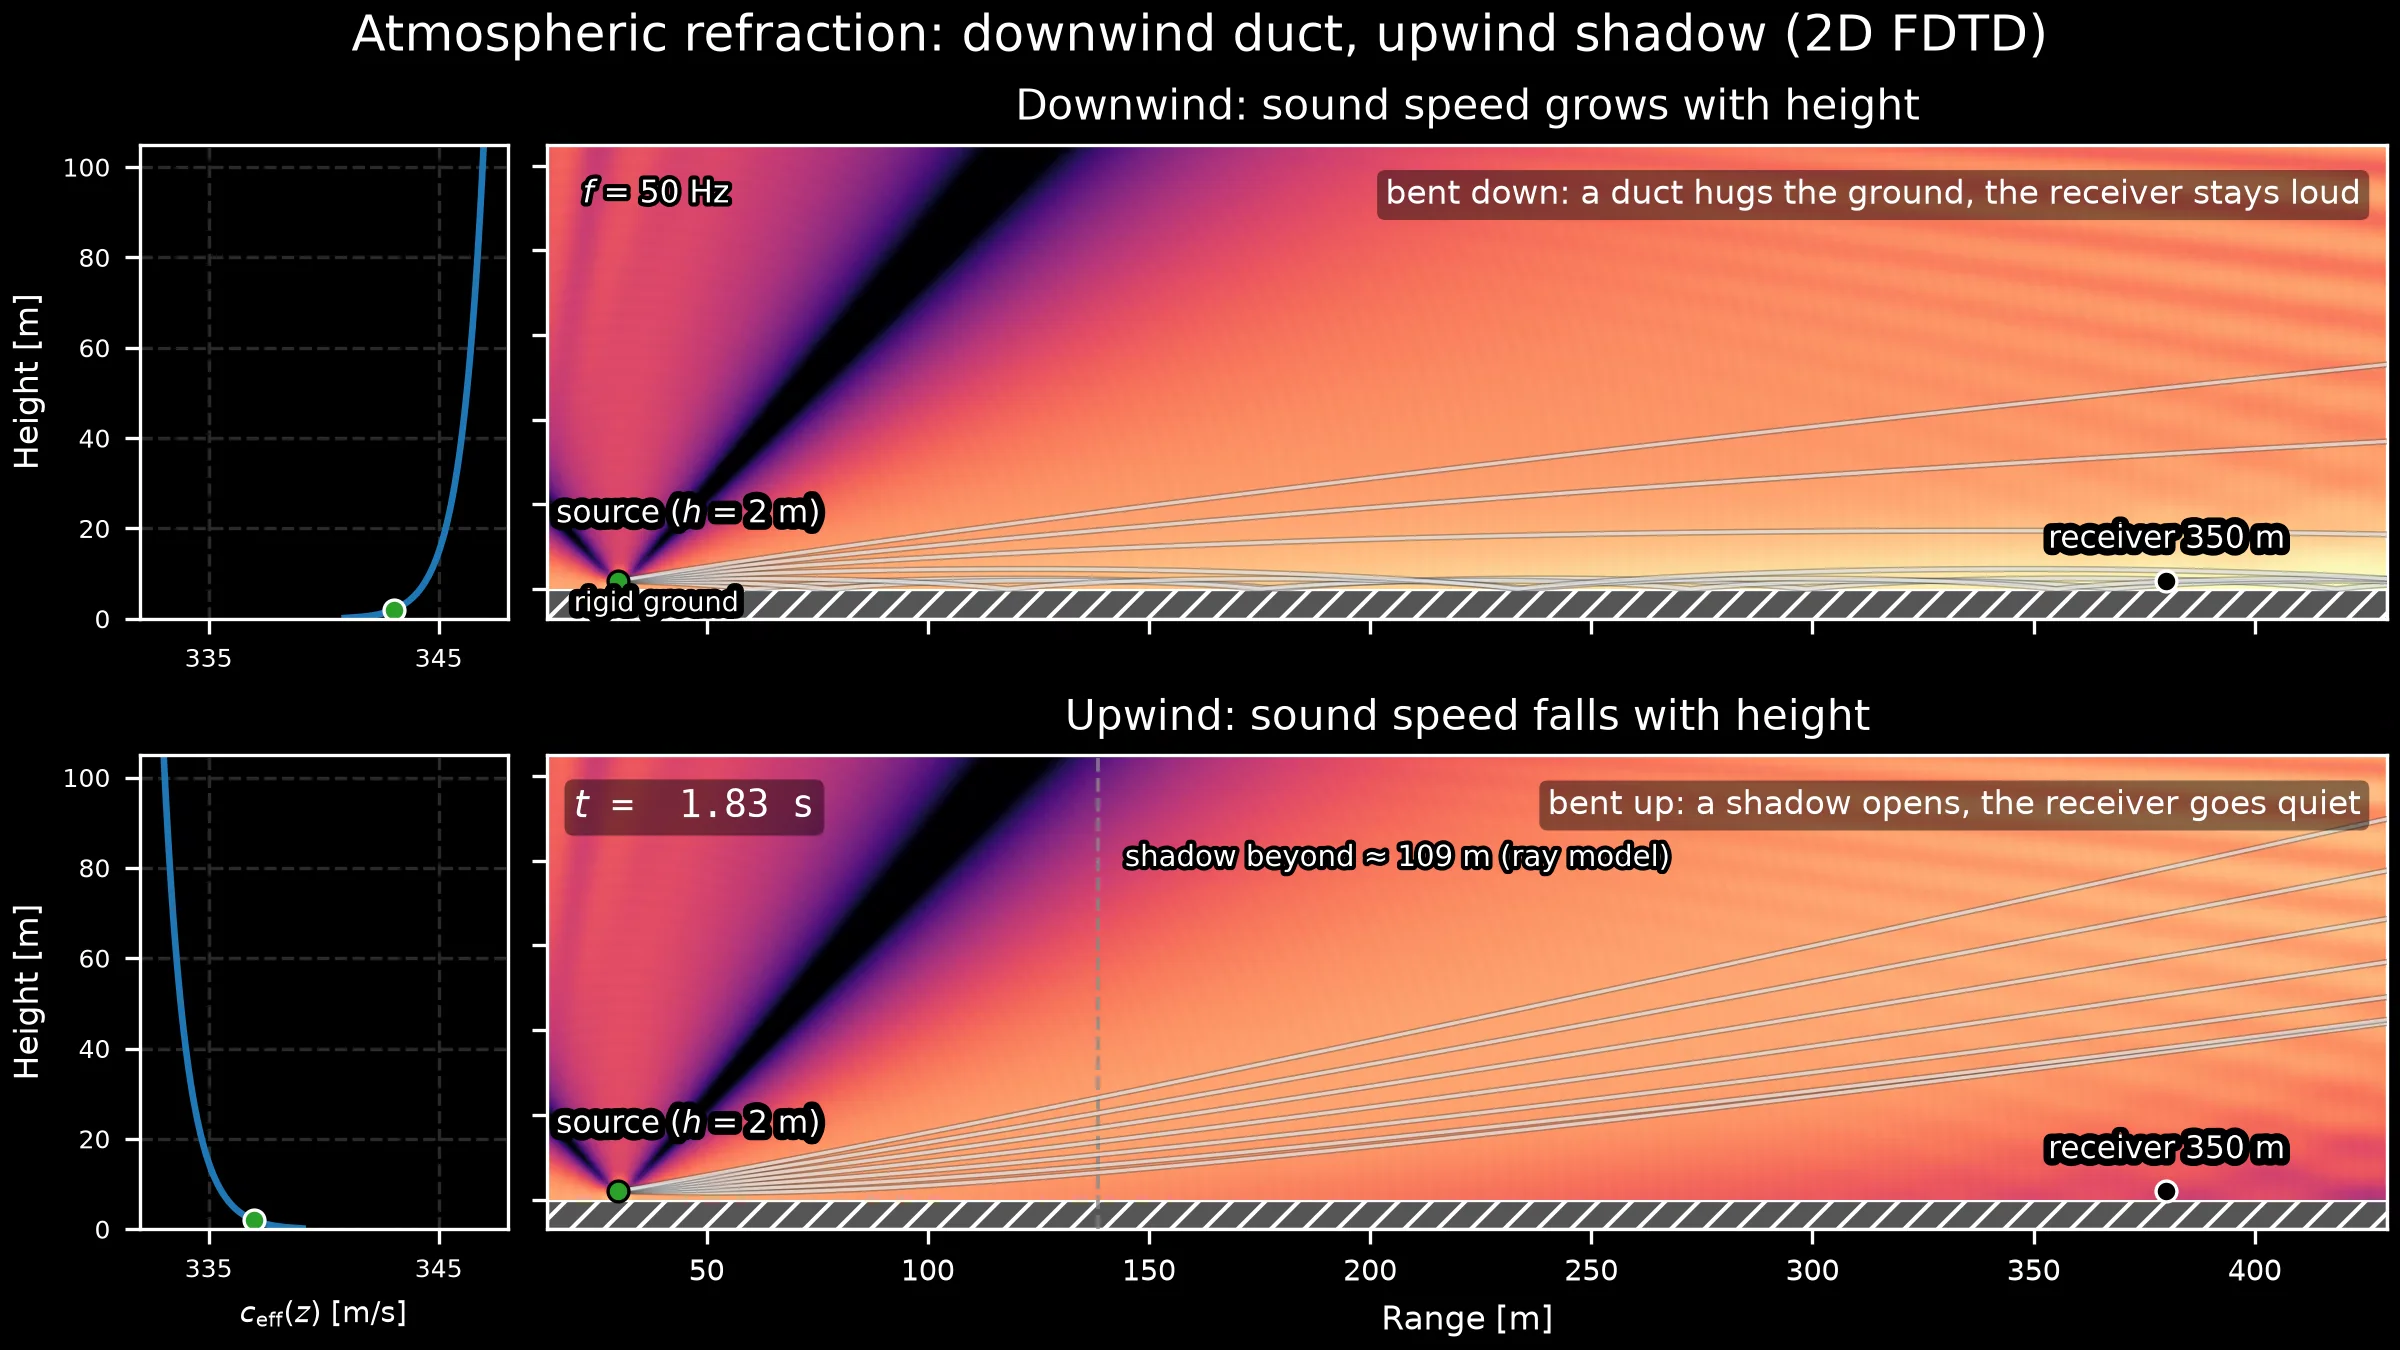 Atmospheric refraction: downwind duct, upwind shadow (2D FDTD)
Downwind: sound speed grows with height
Height [m]
100
80
60
40
20
0
335 345
f = 50 Hz
bent down: a duct hugs the ground, the receiver stays loud
source (h = 2 m)
receiver 350 m
rigid ground
Upwind: sound speed falls with height
Height [m]
100
80
60
40
20
0
335 345
c_eff(z) [m/s]
t = 1.83 s
bent up: a shadow opens, the receiver goes quiet
shadow beyond ≈ 109 m (ray model)
source (h = 2 m)
receiver 350 m
50 100 150 200 250 300 350 400
Range [m]